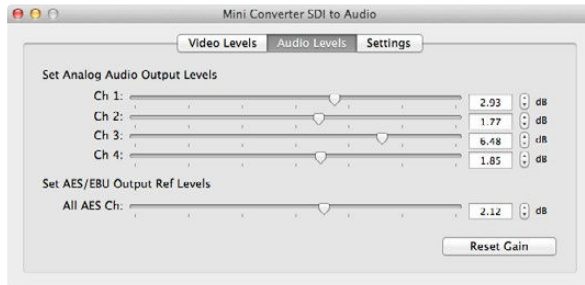 Mini Converter SDI to Audio
Video Levels Audio Levels Settings
Set Analog Audio Output Levels
Ch 1: 2.93 dB
Ch 2: 1.77 dB
Ch 3: 6.48 dB
Ch 4: 1.85 dB
Set AES/EBU Output Ref Levels
All AES Ch: 2.12 dB
Reset Gain